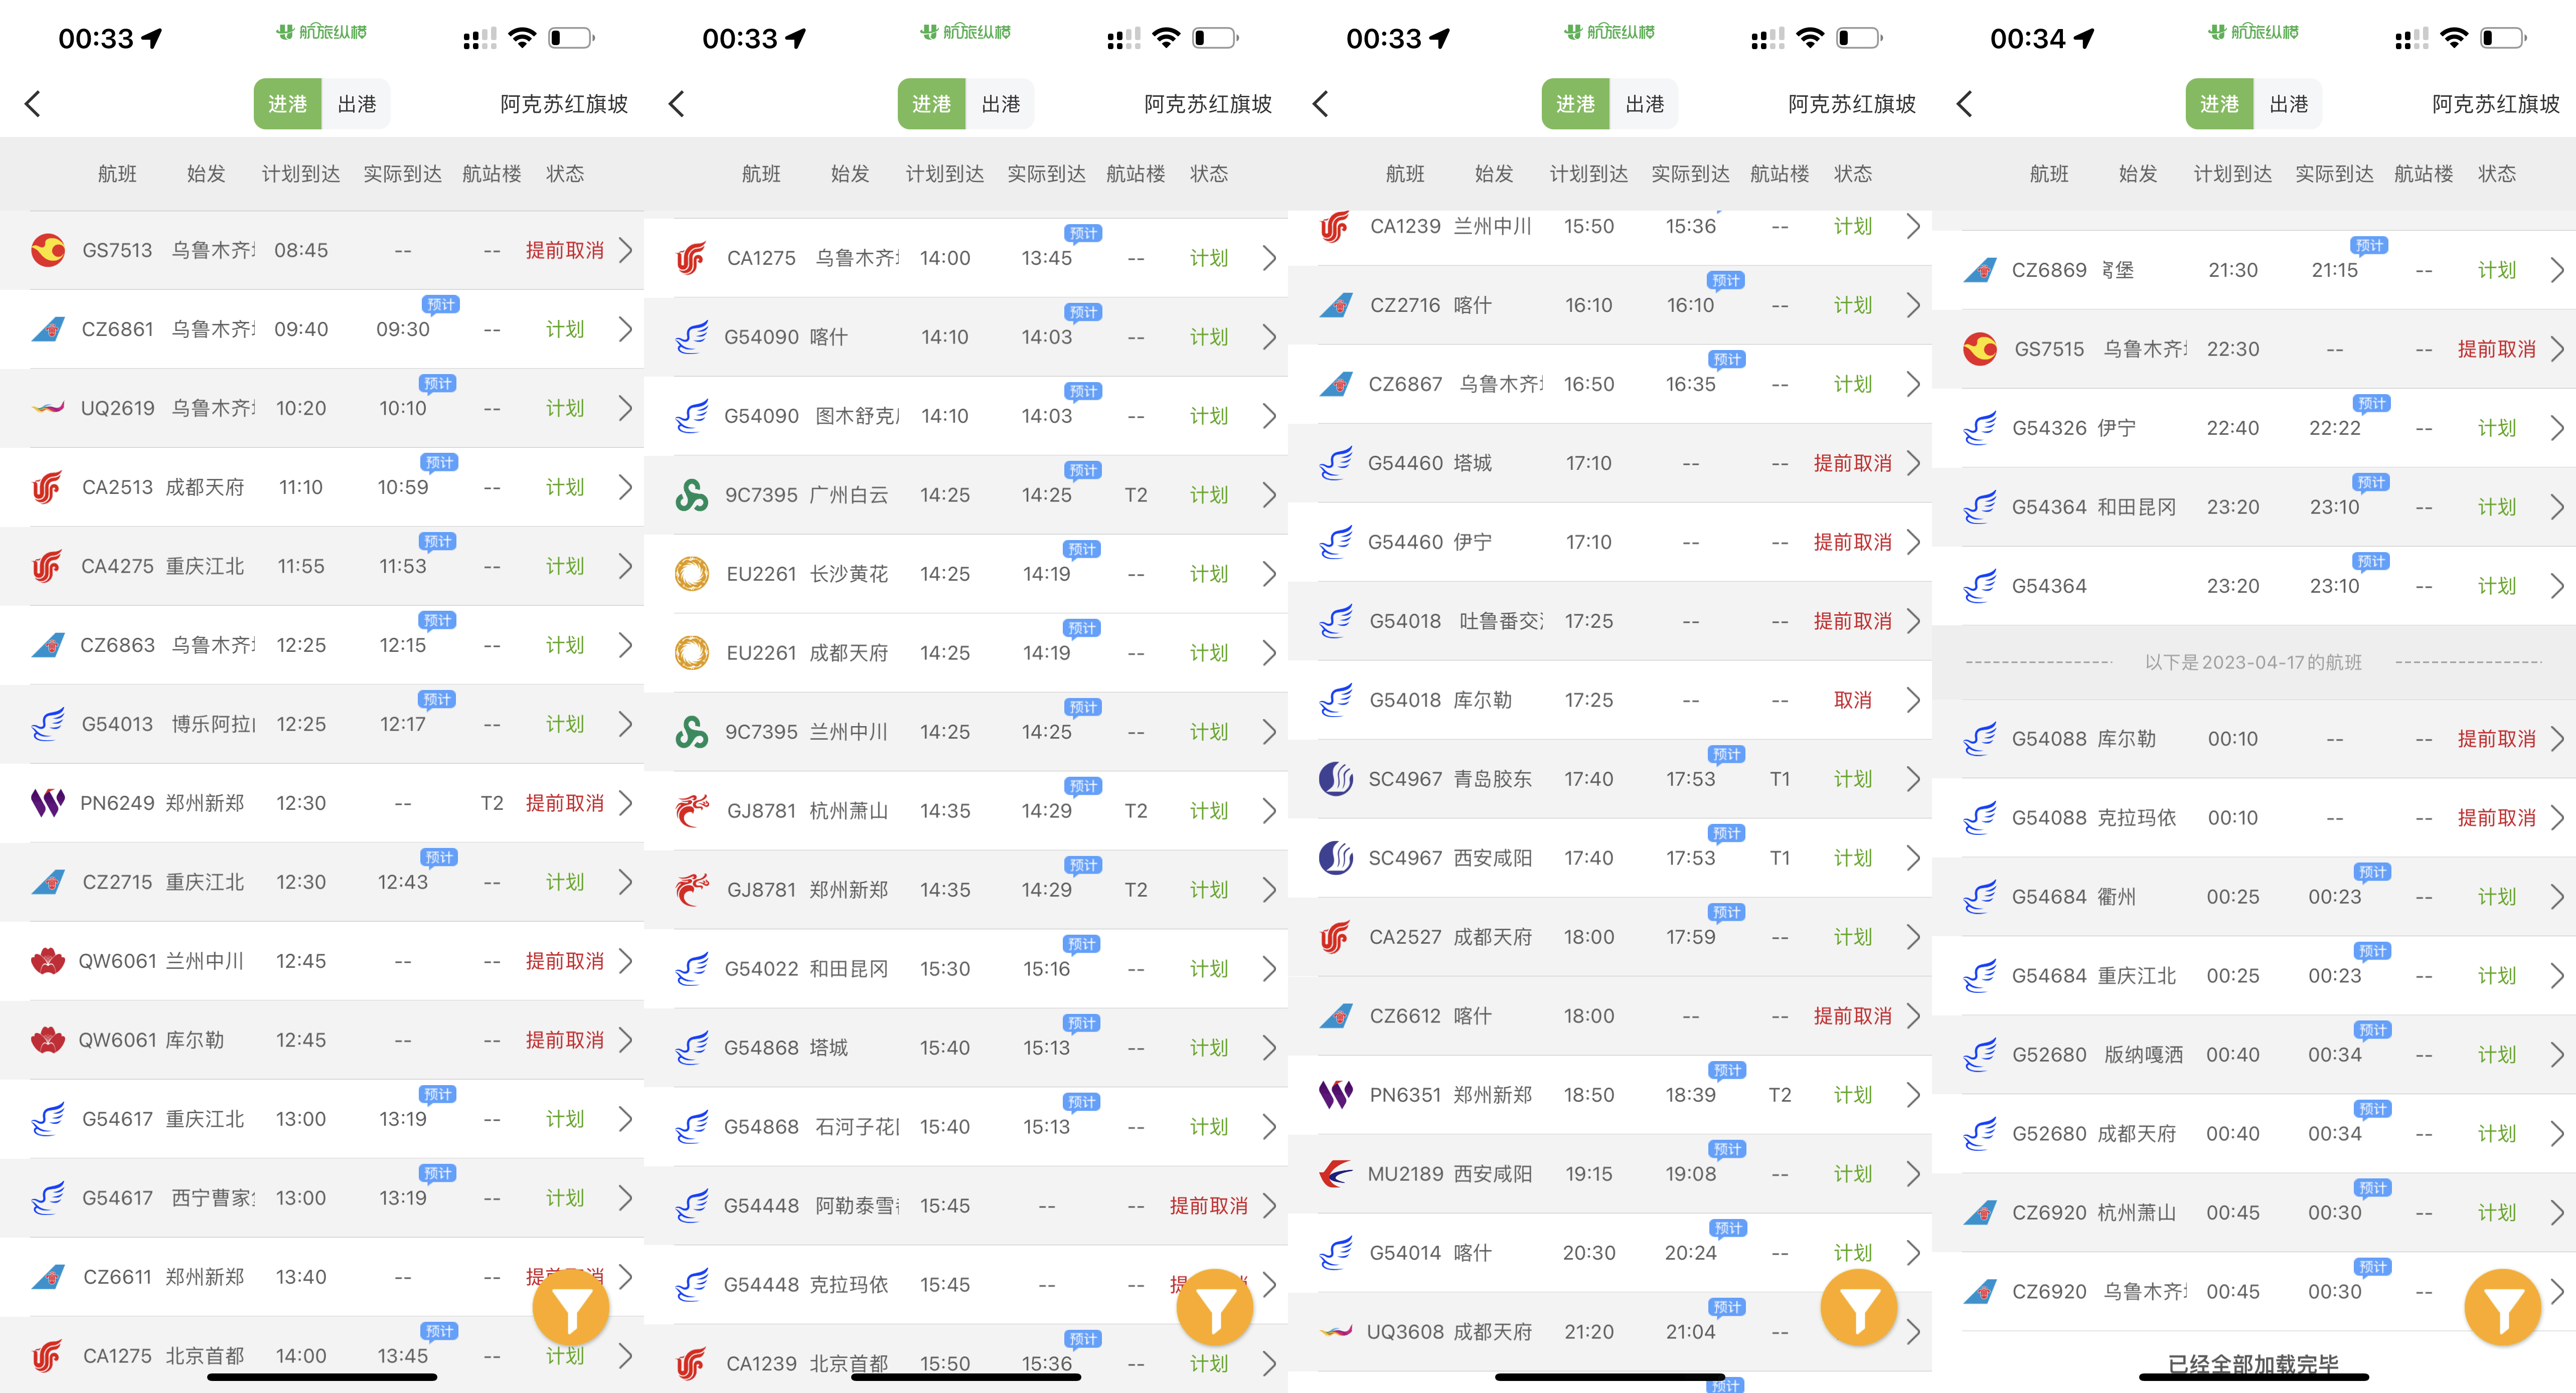 00:33
航旅纵横
进港 出港 阿克苏红旗坡
航班 始发 计划到达 实际到达 航站楼 状态
GS7513 乌鲁木齐 08:45 -- -- 提前取消
预计
CZ6861 乌鲁木齐 09:40 09:30 -- 计划
预计
UQ2619 乌鲁木齐 10:20 10:10 -- 计划
预计
CA2513 成都天府 11:10 10:59 -- 计划
预计
CA4275 重庆江北 11:55 11:53 -- 计划
预计
CZ6863 乌鲁木齐 12:25 12:15 -- 计划
预计
G54013 博乐阿拉 12:25 12:17 -- 计划
PN6249 郑州新郑 12:30 -- T2 提前取消
预计
CZ2715 重庆江北 12:30 12:43 -- 计划
QW6061 兰州中川 12:45 -- -- 提前取消
QW6061 库尔勒 12:45 -- -- 提前取消
预计
G54617 重庆江北 13:00 13:19 -- 计划
预计
G54617 西宁曹家 13:00 13:19 -- 计划
CZ6611 郑州新郑 13:40 -- -- 提前取消
预计
CA1275 北京首都 14:00 13:45 -- 计划
00:33
航旅纵横
进港 出港 阿克苏红旗坡
航班 始发 计划到达 实际到达 航站楼 状态
预计
CA1275 乌鲁木齐 14:00 13:45 -- 计划
预计
G54090 喀什 14:10 14:03 -- 计划
预计
G54090 图木舒克 14:10 14:03 -- 计划
预计
9C7395 广州白云 14:25 14:25 T2 计划
预计
EU2261 长沙黄花 14:25 14:19 -- 计划
预计
EU2261 成都天府 14:25 14:19 -- 计划
预计
9C7395 兰州中川 14:25 14:25 -- 计划
预计
GJ8781 杭州萧山 14:35 14:29 T2 计划
预计
GJ8781 郑州新郑 14:35 14:29 T2 计划
预计
G54022 和田昆冈 15:30 15:16 -- 计划
预计
G54868 塔城 15:40 15:13 -- 计划
预计
G54868 石河子花 15:40 15:13 -- 计划
G54448 阿勒泰雪 15:45 -- -- 提前取消
G54448 克拉玛依 15:45 -- -- 提
预计
CA1239 北京首都 15:50 15:36 -- 计划
00:33
航旅纵横
进港 出港 阿克苏红旗坡
航班 始发 计划到达 实际到达 航站楼 状态
CA1239 兰州中川 15:50 15:36 -- 计划
预计
CZ2716 喀什 16:10 16:10 -- 计划
预计
CZ6867 乌鲁木齐 16:50 16:35 -- 计划
G54460 塔城 17:10 -- -- 提前取消
G54460 伊宁 17:10 -- -- 提前取消
G54018 吐鲁番交 17:25 -- -- 提前取消
G54018 库尔勒 17:25 -- -- 取消
预计
SC4967 青岛胶东 17:40 17:53 T1 计划
预计
SC4967 西安咸阳 17:40 17:53 T1 计划
预计
CA2527 成都天府 18:00 17:59 -- 计划
CZ6612 喀什 18:00 -- -- 提前取消
预计
PN6351 郑州新郑 18:50 18:39 T2 计划
预计
MU2189 西安咸阳 19:15 19:08 -- 计划
预计
G54014 喀什 20:30 20:24 -- 计划
预计
UQ3608 成都天府 21:20 21:04 --
预计
00:34
航旅纵横
进港 出港 阿克苏红旗坡
航班 始发 计划到达 实际到达 航站楼 状态
预计
CZ6869 堡 21:30 21:15 -- 计划
GS7515 乌鲁木齐 22:30 -- -- 提前取消
预计
G54326 伊宁 22:40 22:22 -- 计划
预计
G54364 和田昆冈 23:20 23:10 -- 计划
预计
G54364 23:20 23:10 -- 计划
以下是2023-04-17的航班
G54088 库尔勒 00:10 -- -- 提前取消
G54088 克拉玛依 00:10 -- -- 提前取消
预计
G54684 衢州 00:25 00:23 -- 计划
预计
G54684 重庆江北 00:25 00:23 -- 计划
预计
G52680 版纳嘎洒 00:40 00:34 -- 计划
预计
G52680 成都天府 00:40 00:34 -- 计划
预计
CZ6920 杭州萧山 00:45 00:30 -- 计划
预计
CZ6920 乌鲁木齐 00:45 00:30 --
已经全部加载完毕